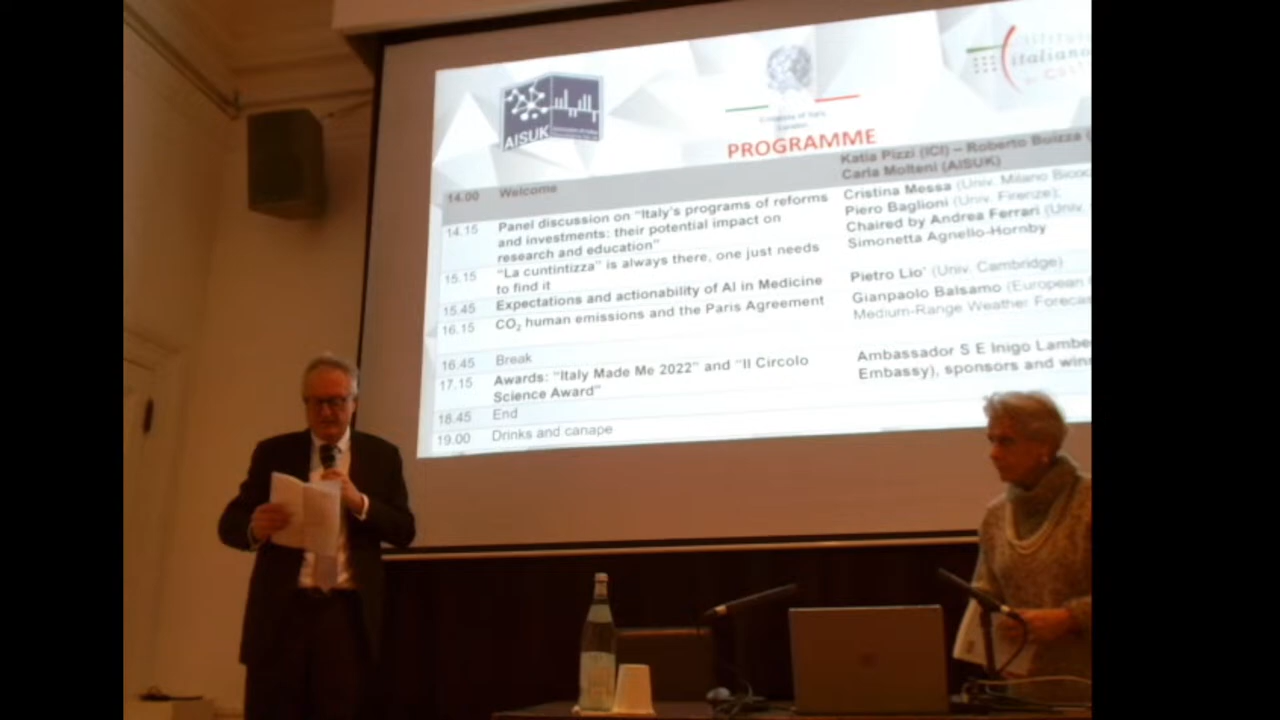 AISUK
Embassy of Italy
London
italiano
PROGRAMME
14.00 Welcome Katia Pizzi (ICI) – Roberto Buizza
Carla Molteni (AISUK)
14.15 Panel discussion on "Italy's programs of reforms
and investments; their potential impact on
research and education"
Cristina Messa (Univ. Milano
Piero Baglioni (Univ. Firenze);
Chaired by Andrea Ferrari (Univ.
15.15 "La cuntintizza" is always there, one just needs
to find it
Simonetta Agnello-Hornby
15.45 Expectations and actionability of AI in Medicine Pietro Lio' (Univ. Cambridge)
16.15 CO₂ human emissions and the Paris Agreement Gianpaolo Balsamo (European
Medium-Range Weather
16.45 Break
17.15 Awards: "Italy Made Me 2022" and "Il Circolo
Science Award"
Ambassador S E Inigo
Embassy), sponsors and
18.45 End
19.00 Drinks and canape